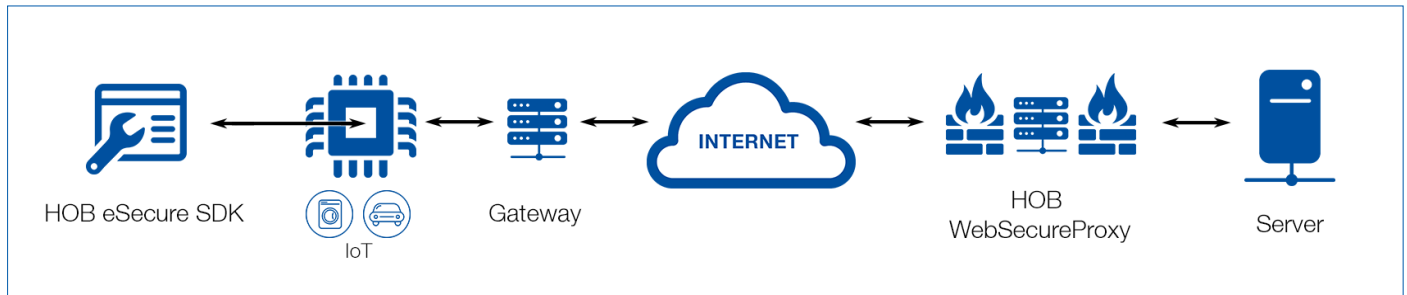 HOB eSecure SDK
IoT
Gateway
INTERNET
HOB
WebSecureProxy
Server